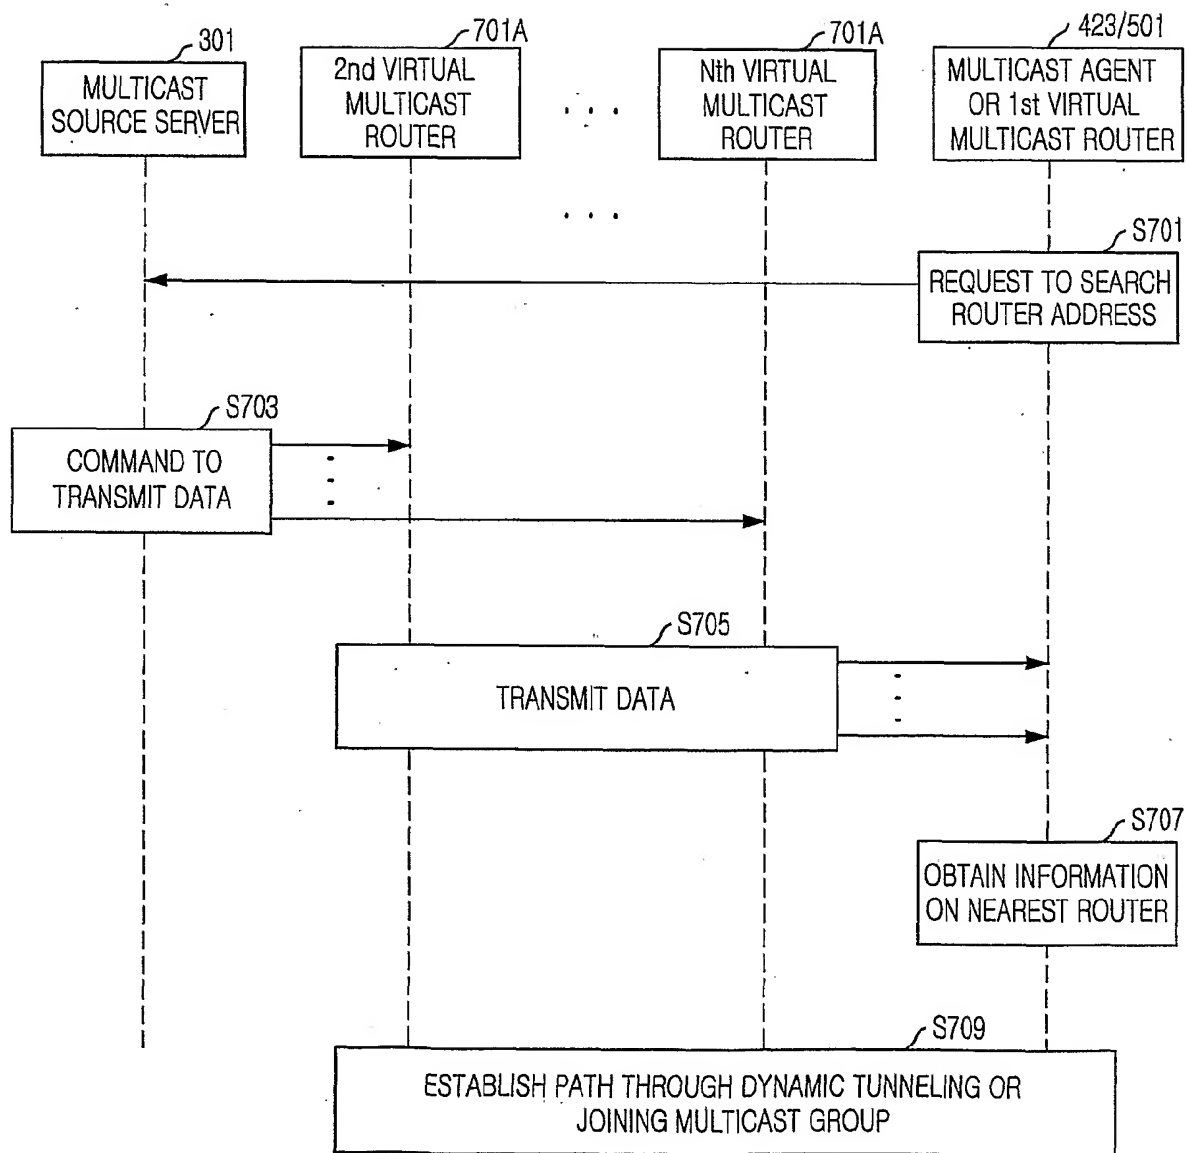 301
701A
701A
423/501
MULTICAST
SOURCE SERVER
2nd VIRTUAL
MULTICAST
ROUTER
. . .
Nth VIRTUAL
MULTICAST
ROUTER
MULTICAST AGENT
OR 1st VIRTUAL
MULTICAST ROUTER
. . .
S701
REQUEST TO SEARCH
ROUTER ADDRESS
S703
COMMAND TO
TRANSMIT DATA
S705
TRANSMIT DATA
S707
OBTAIN INFORMATION
ON NEAREST ROUTER
S709
ESTABLISH PATH THROUGH DYNAMIC TUNNELING OR
JOINING MULTICAST GROUP